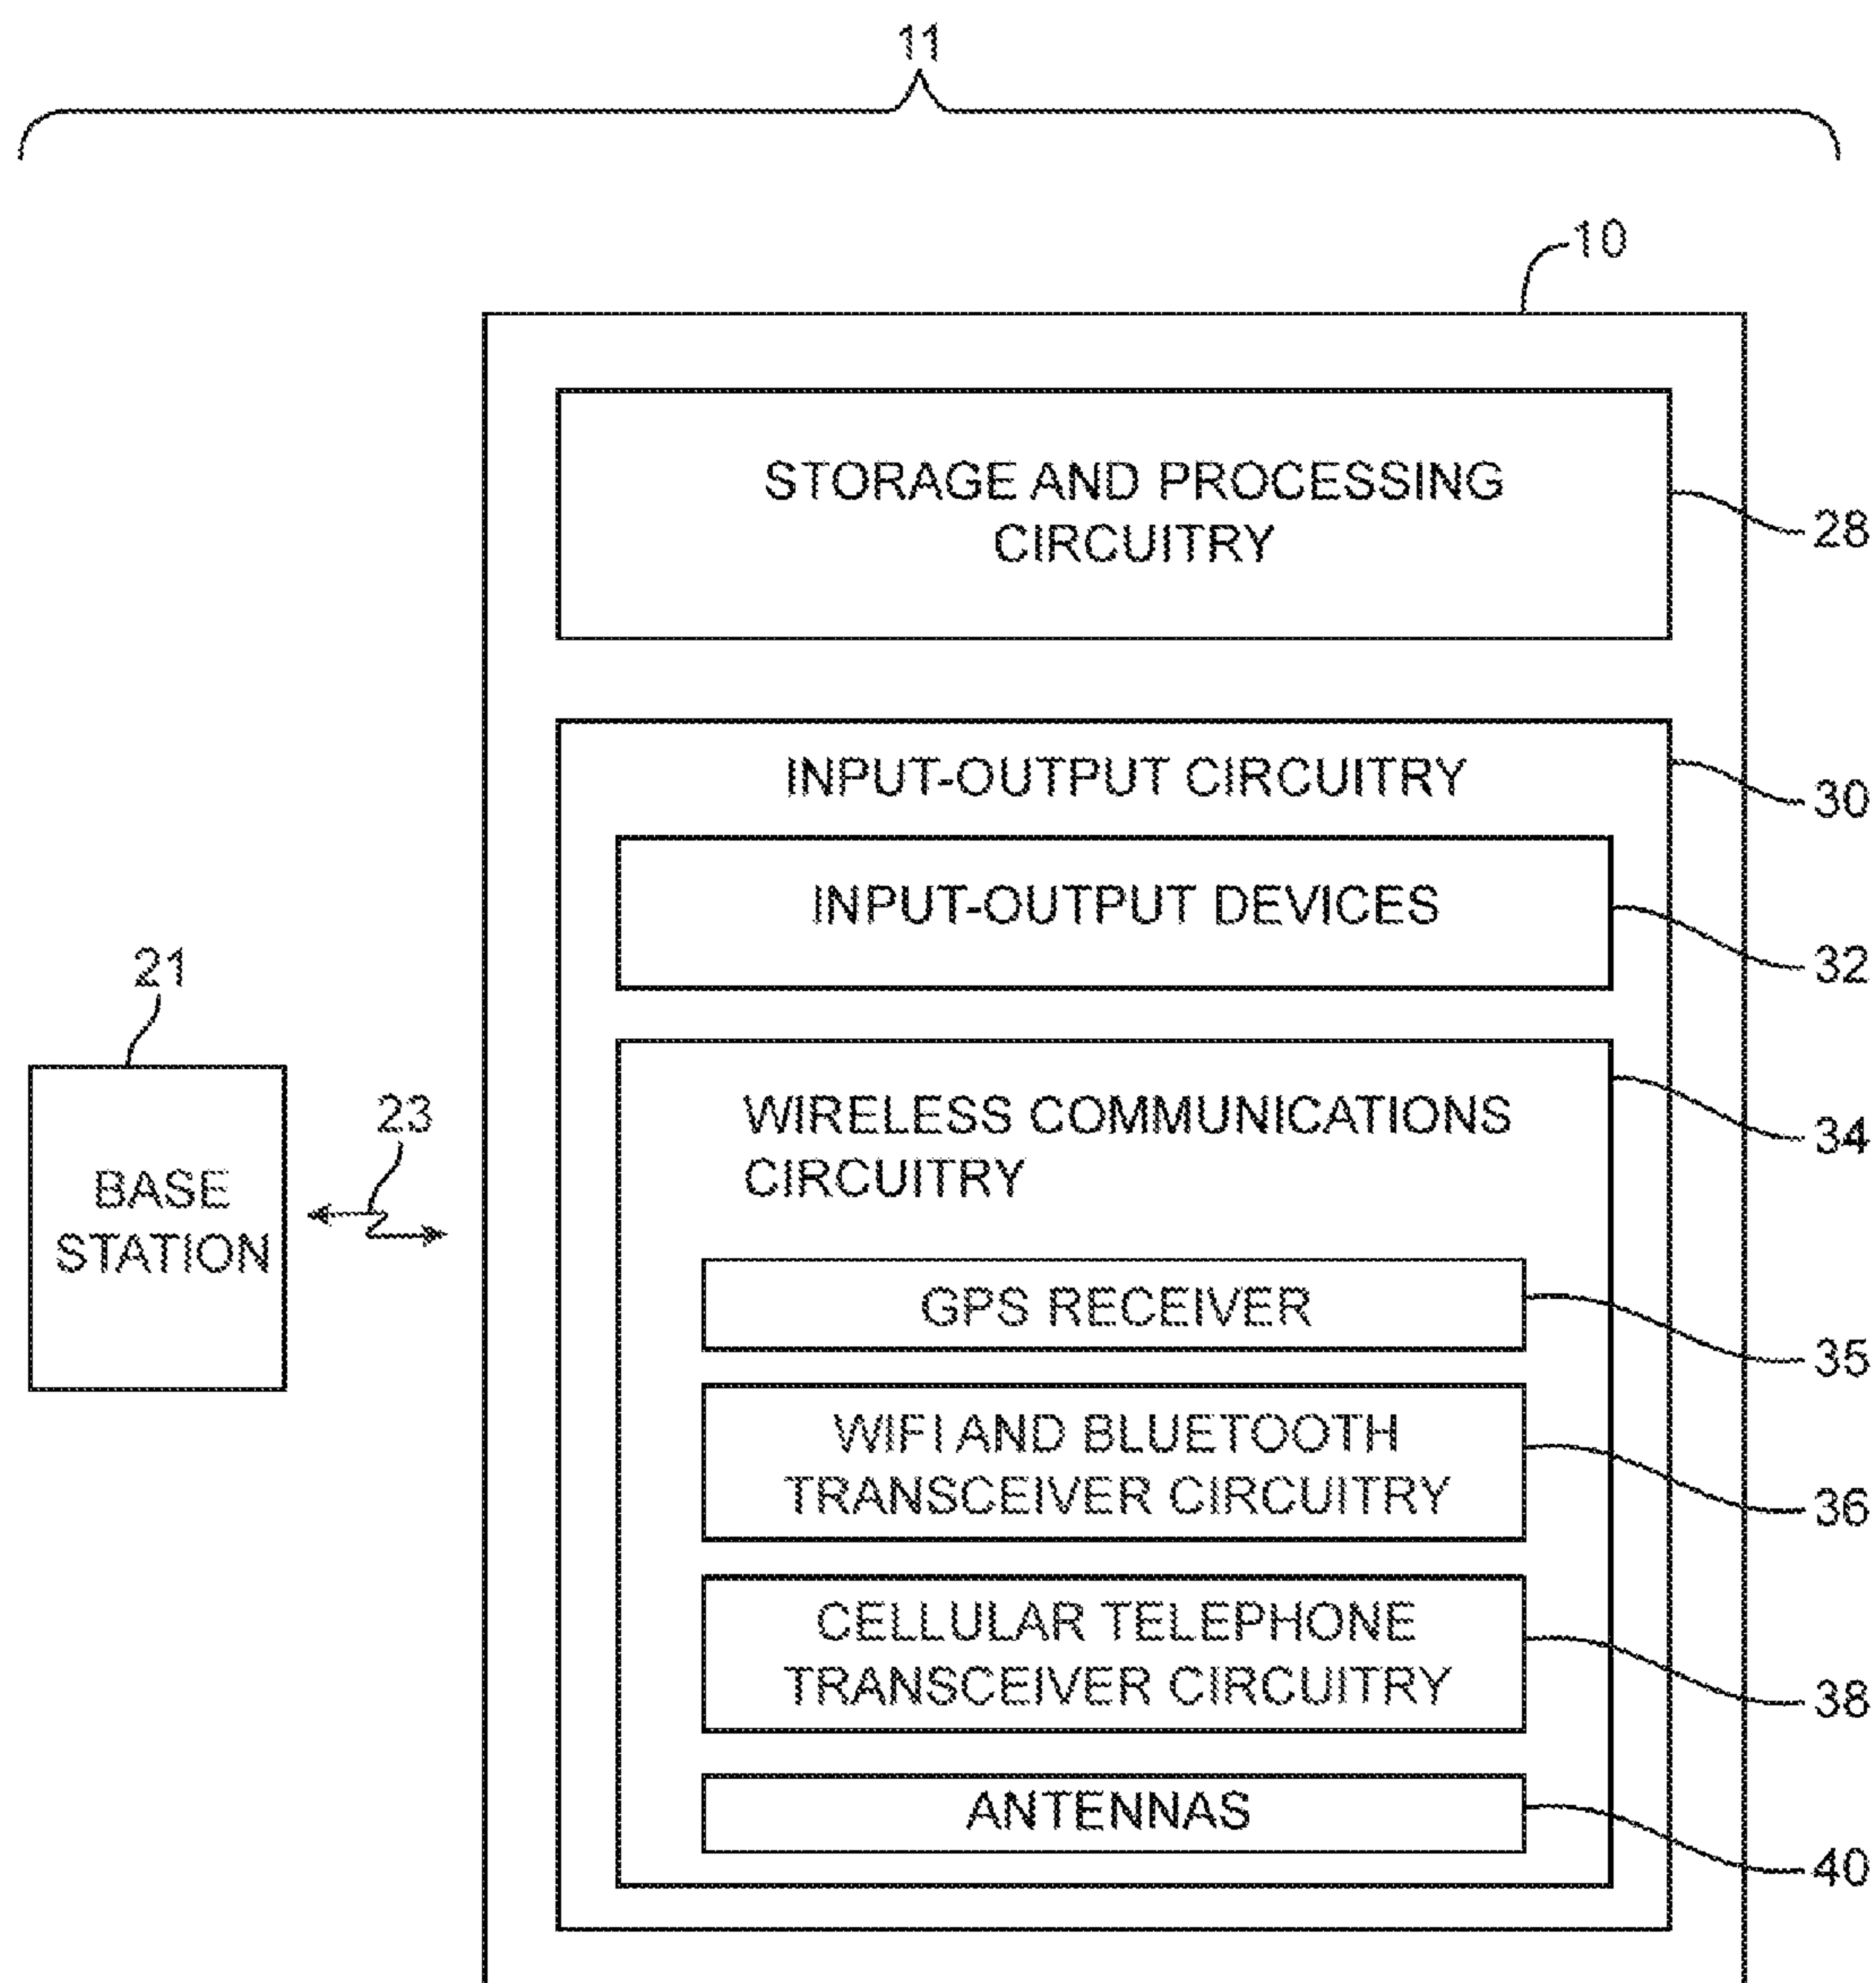 11
10
STORAGE AND PROCESSING
CIRCUITRY
28
INPUT-OUTPUT CIRCUITRY
30
INPUT-OUTPUT DEVICES
32
21
BASE
STATION
23
WIRELESS COMMUNICATIONS
CIRCUITRY
34
GPS RECEIVER
35
WIFI AND BLUETOOTH
TRANSCEIVER CIRCUITRY
36
CELLULAR TELEPHONE
TRANSCEIVER CIRCUITRY
38
ANTENNAS
40